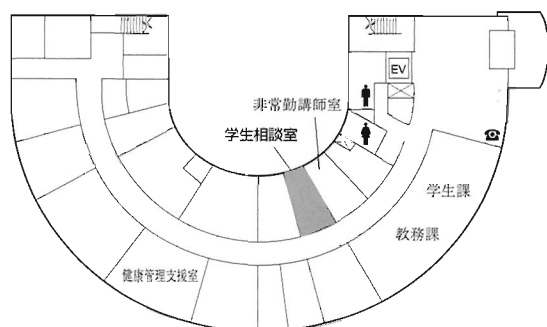 EV
非常勤講師室
学生相談室
学生課
教務課
健康管理支援室